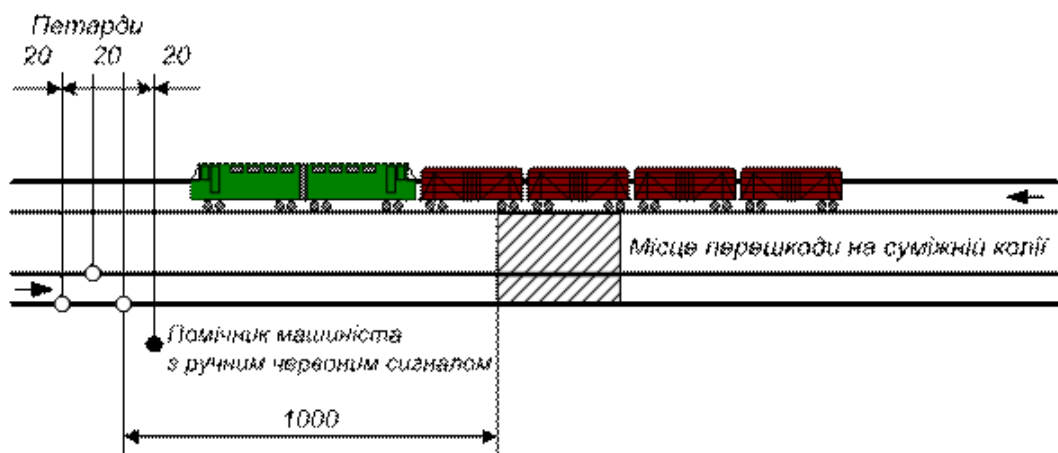 Петарди
20 20 20
Місце перешкоди на суміжній колії
Помічник машиніста
з ручним червоним сигналом
1000